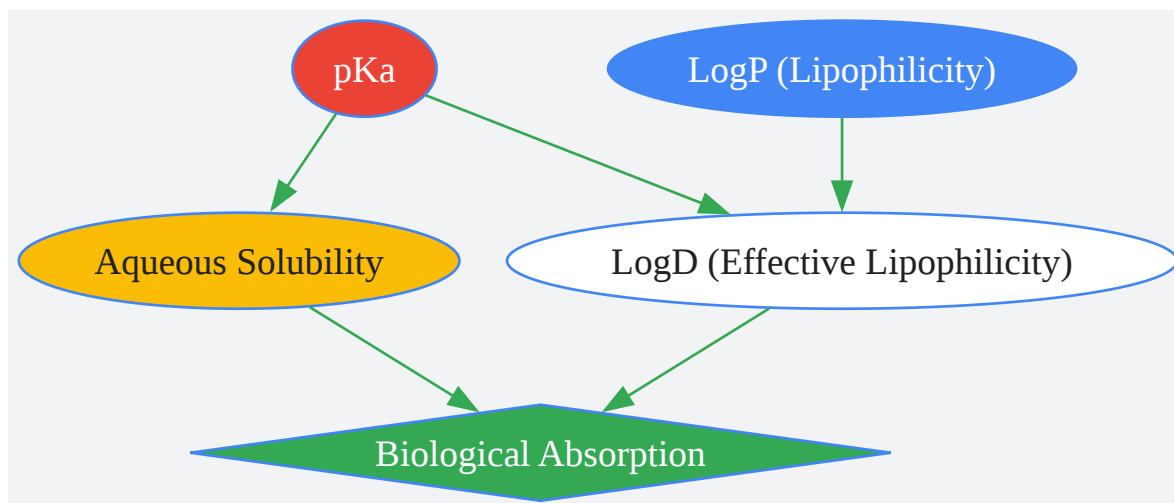 pKa
LogP (Lipophilicity)
Aqueous Solubility
LogD (Effective Lipophilicity)
Biological Absorption